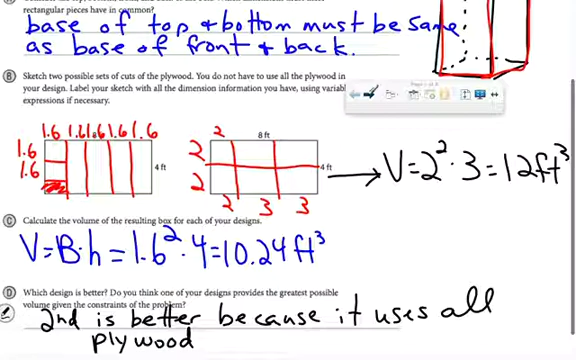 rectangular pieces have in common?
base of top & bottom must be same
as base of front & back.
B Sketch two possible sets of cuts of the plywood. You do not have to use all the plywood in
your design. Label your sketch with all the dimension information you have, using variable
expressions if necessary.
1.6 1.6 1.6 1.6 1.6
1.6
1.6
4 ft
2
8 ft
2
2
4 ft
2 3 3
V=2²·3=12ft³
C Calculate the volume of the resulting box for each of your designs.
V=B·h=1.6²·4=10.24ft³
D Which design is better? Do you think one of your designs provides the greatest possible
volume given the constraints of the problem?
2nd is better because it uses all
plywood